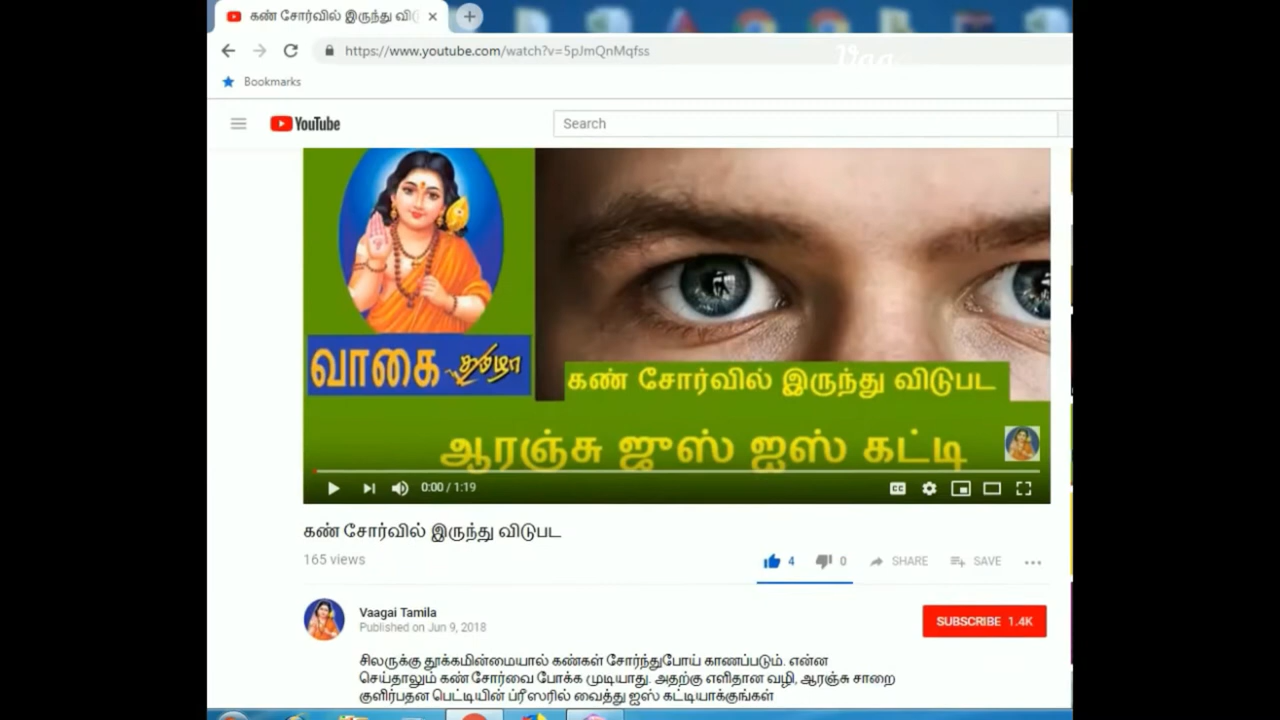 கண் சோர்வில் இருந்து விடு
https://www.youtube.com/watch?v=5pJmQnMqfss
Bookmarks
YouTube
Search
வாகை தமிழா
கண் சோர்வில் இருந்து விடுபட
ஆரஞ்சு ஜுஸ் ஐஸ் கட்டி
0:00 / 1:19
CC
கண் சோர்வில் இருந்து விடுபட
165 views
4 0 SHARE SAVE
Vaagai Tamila
Published on Jun 9, 2018
SUBSCRIBE 1.4K
சிலருக்கு தூக்கமின்மையால் கண்கள் சோர்ந்துபோய் காணப்படும். என்ன
செய்தாலும் கண் சோர்வை போக்க முடியாது. அதற்கு எளிதான வழி, ஆரஞ்சு சாறை
குளிர்பதன பெட்டியின் ப்ரீஸரில் வைத்து ஐஸ் கட்டியாக்குங்கள்